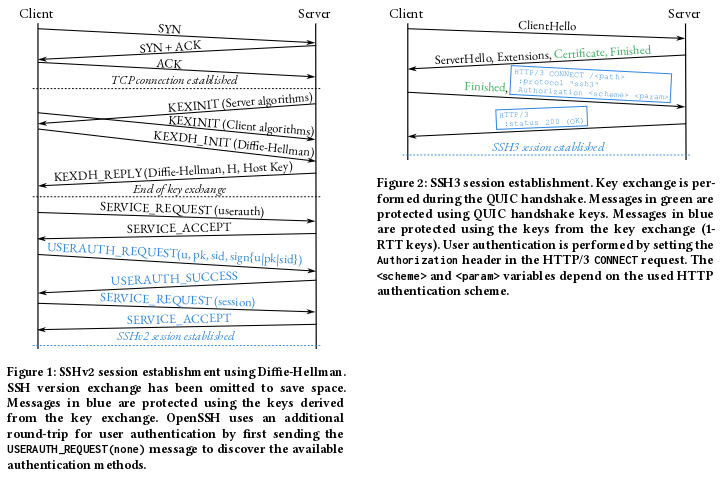 Client Server
SYN
SYN + ACK
ACK
TCPconnection established
KEXINIT (Server algorithms)
KEXINIT (Client algorithms)
KEXDH_INIT (Diffie-Hellman)
KEXDH_REPLY (Diffie-Hellman, H, Host Key)
End of key exchange
SERVICE_REQUEST (userauth)
SERVICE_ACCEPT
USERAUTH_REQUEST(u, pk, sid, sign{u|pk|sid})
USERAUTH_SUCCESS
SERVICE_REQUEST (session)
SERVICE_ACCEPT
SSHv2 session established
Figure 1: SSHv2 session establishment using Diffie-Hellman.
SSH version exchange has been omitted to save space.
Messages in blue are protected using the keys derived
from the key exchange. OpenSSH uses an additional
round-trip for user authentication by first sending the
USERAUTH_REQUEST(none) message to discover the available
authentication methods.
Client Server
ClientHello
ServerHello, Extensions, Certificate, Finished
Finished,
HTTP/3 CONNECT /<path>
:protocol "ssh3"
Authorization <scheme> <param>
HTTP/3
:status 200 (OK)
SSH3 session established
Figure 2: SSH3 session establishment. Key exchange is per-
formed during the QUIC handshake. Messages in green are
protected using QUIC handshake keys. Messages in blue
are protected using the keys from the key exchange (1-
RTT keys). User authentication is performed by setting the
Authorization header in the HTTP/3 CONNECT request. The
<scheme> and <param> variables depend on the used HTTP
authentication scheme.